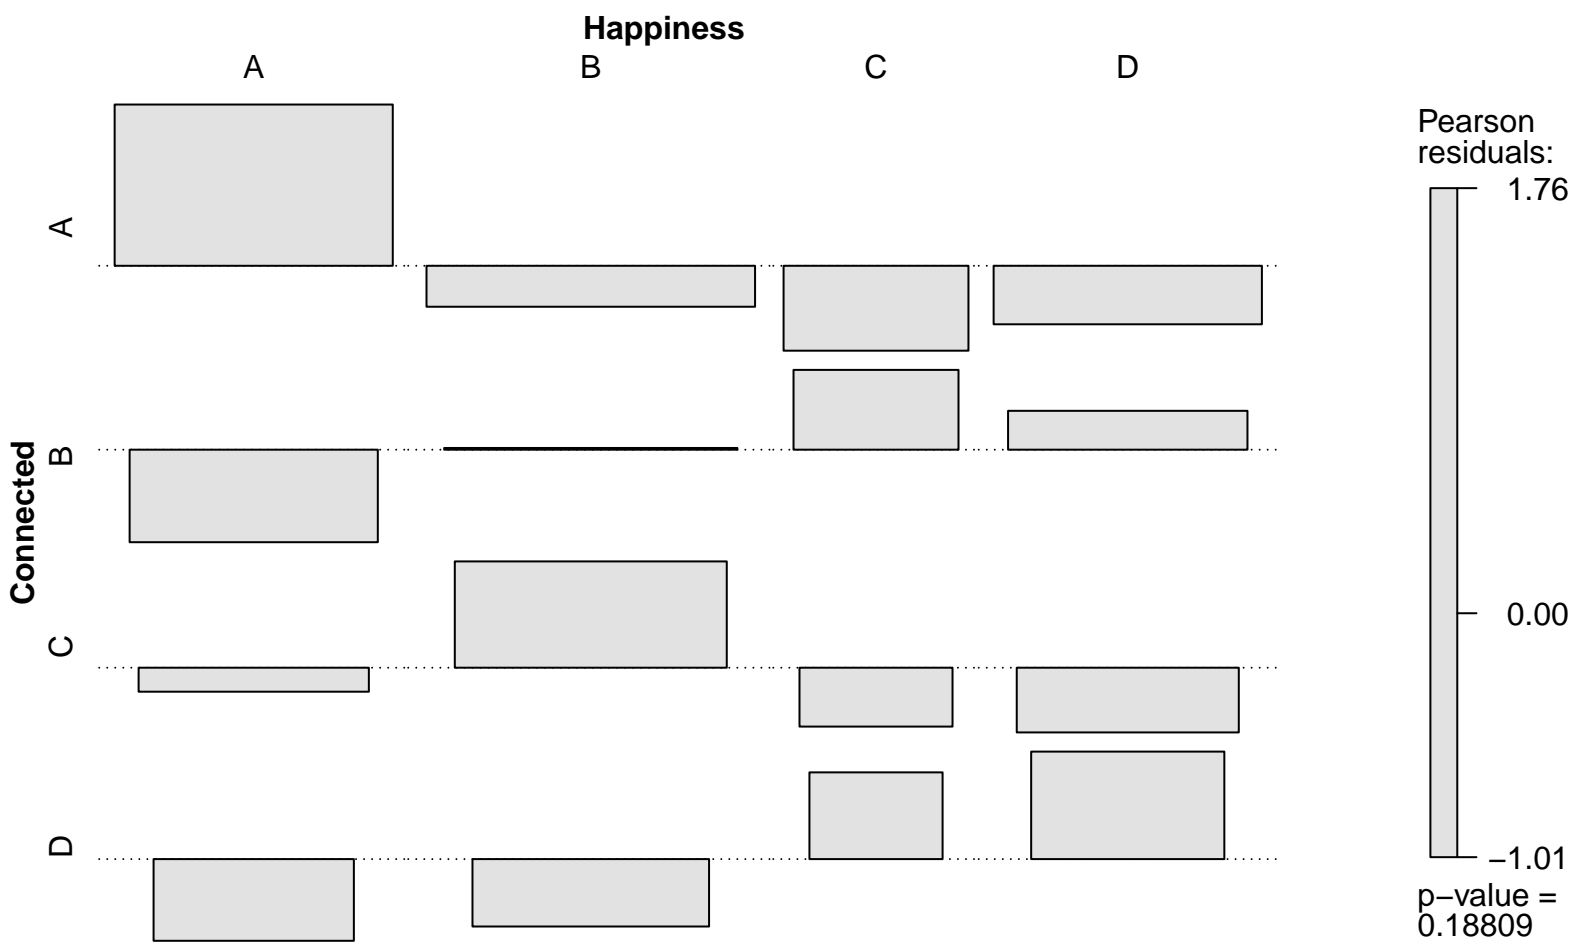 Happiness
A B C D
Connected
A
B
C
D
Pearson
residuals:
1.76
0.00
−1.01
p−value =
0.18809